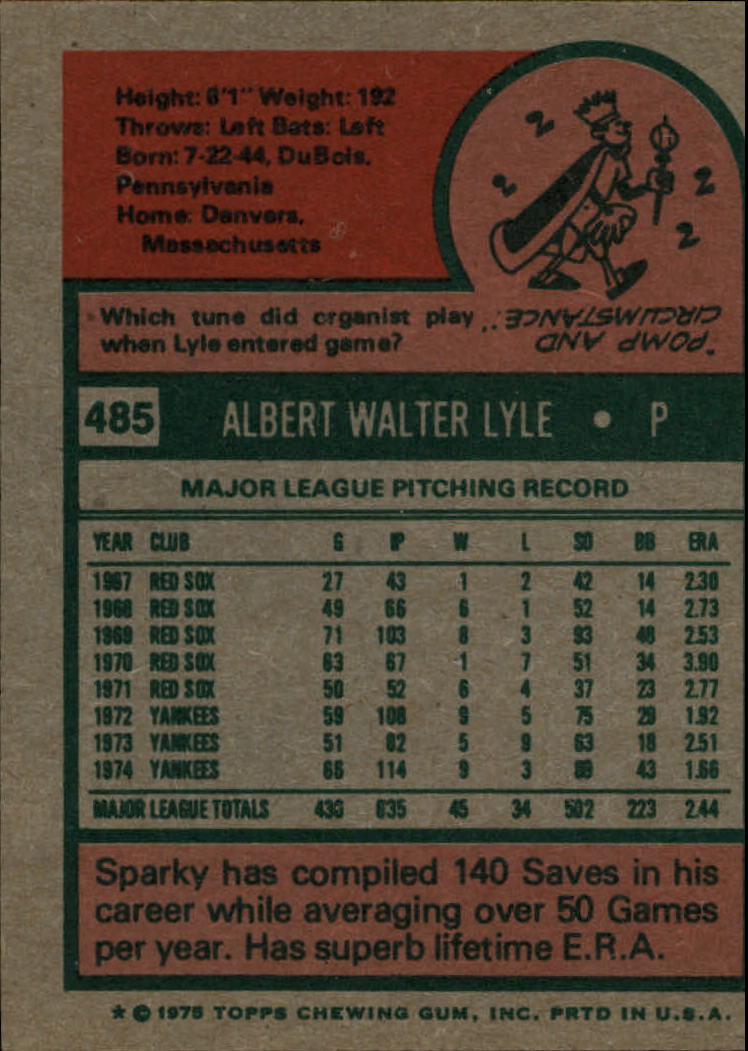 Height: 6'1" Weight: 192
Throws: Left Bats: Left
Born: 7-22-44, DuBois,
Pennsylvania
Home: Danvers,
Massachusetts
2
2
2
2
Which tune did organist play
when Lyle entered game?
"POMP AND
CIRCUMSTANCE."
485 ALBERT WALTER LYLE • P
MAJOR LEAGUE PITCHING RECORD
YEAR CLUB G IP W L SO BB ERA
1967 RED SOX 27 43 1 2 42 14 2.30
1968 RED SOX 49 66 6 1 52 14 2.73
1969 RED SOX 71 103 8 3 93 48 2.53
1970 RED SOX 63 67 1 7 51 34 3.90
1971 RED SOX 50 52 6 4 37 23 2.77
1972 YANKEES 59 108 9 5 75 29 1.92
1973 YANKEES 51 82 5 9 63 18 2.51
1974 YANKEES 66 114 9 3 89 43 1.66
MAJOR LEAGUE TOTALS 436 635 45 34 502 223 2.44
Sparky has compiled 140 Saves in his
career while averaging over 50 Games
per year. Has superb lifetime E.R.A.
* © 1975 TOPPS CHEWING GUM, INC. PRTD IN U.S.A.